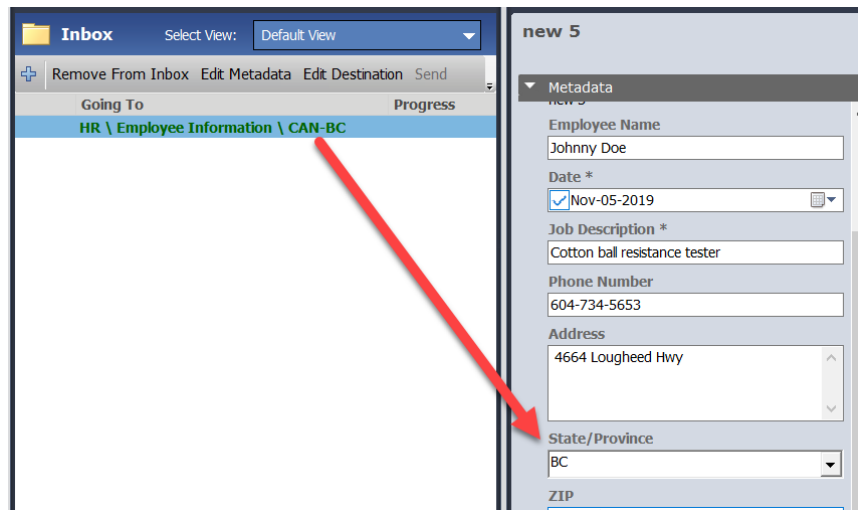 Inbox Select View: Default View
Remove From Inbox Edit Metadata Edit Destination Send
Going To Progress
HR \ Employee Information \ CAN-BC
new 5
Metadata
new 5
Employee Name
Johnny Doe
Date *
Nov-05-2019
Job Description *
Cotton ball resistance tester
Phone Number
604-734-5653
Address
4664 Lougheed Hwy
State/Province
BC
ZIP